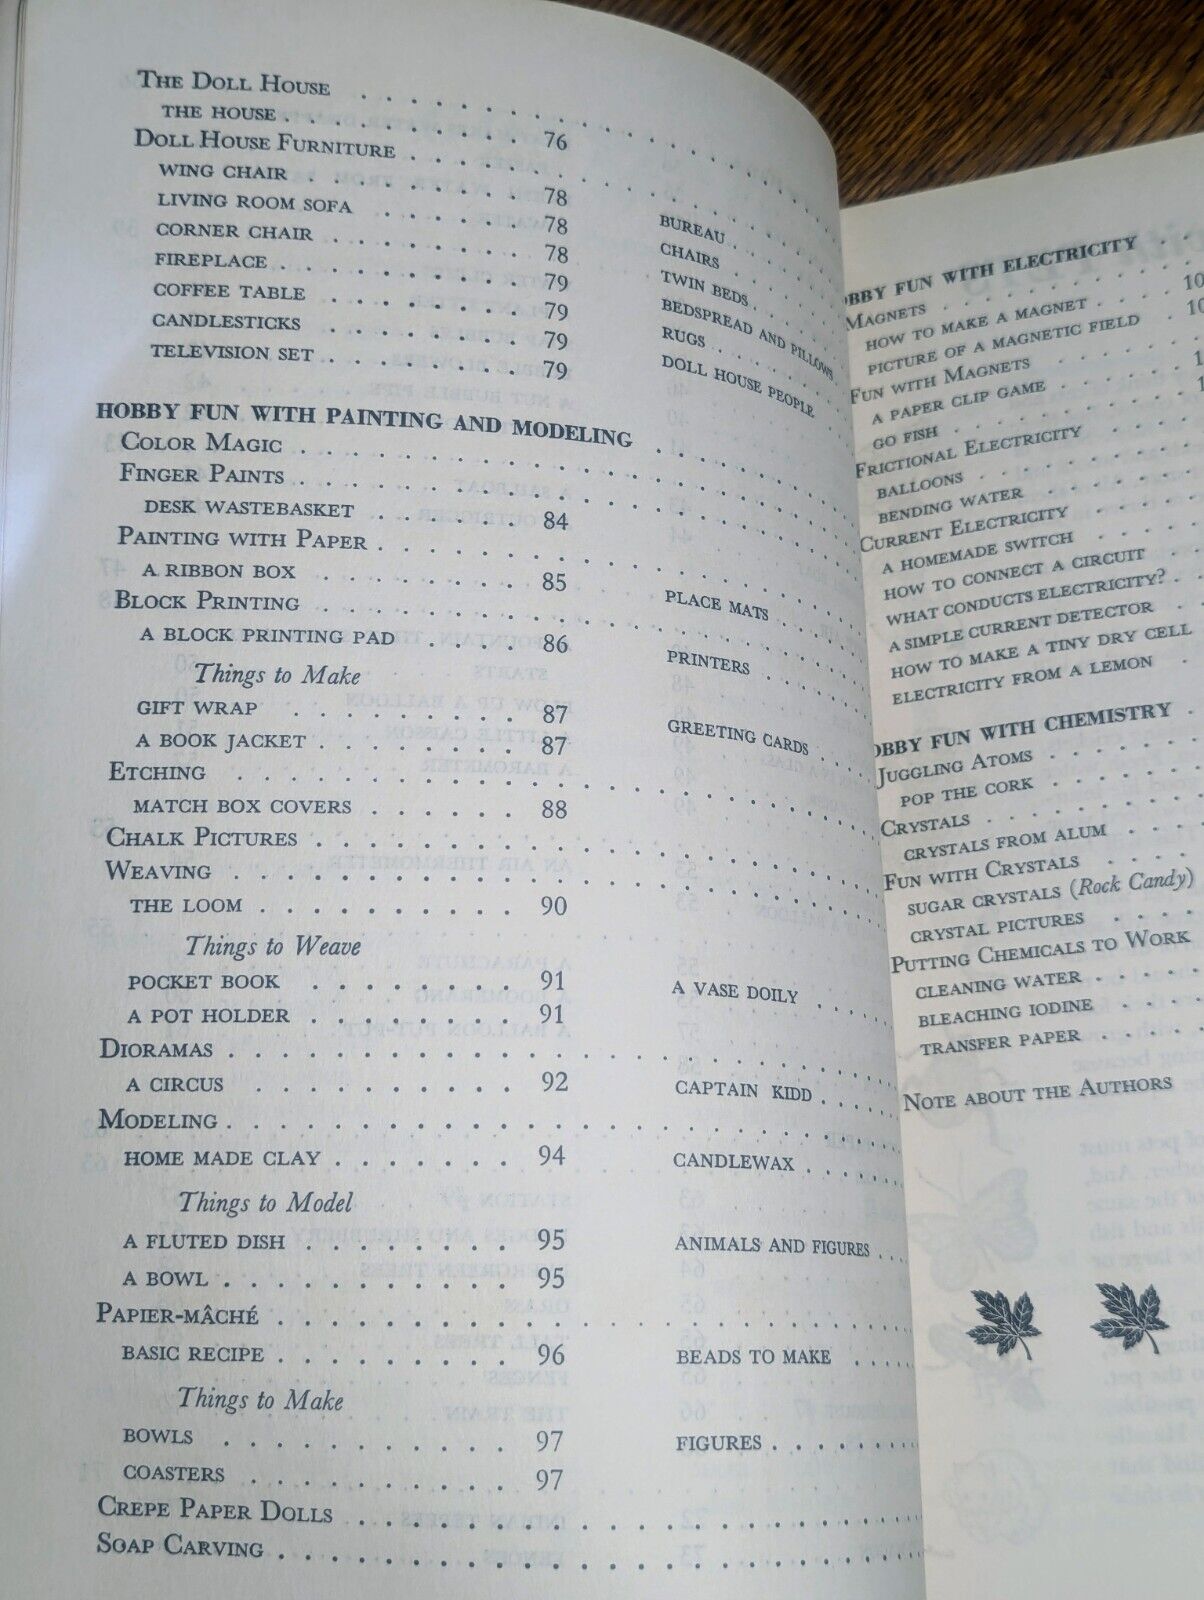 THE DOLL HOUSE . . . . . . . . . . . . . . . .
THE HOUSE . . . . . . . . . 76
DOLL HOUSE FURNITURE . . . . . . . . . . . . . .
WING CHAIR . . . . . . . . 78 BUREAU . . . . .
LIVING ROOM SOFA . . . . . . 78 CHAIRS . . . . .
CORNER CHAIR . . . . . . . 78 TWIN BEDS . . . .
FIREPLACE . . . . . . . . . 79 BEDSPREAD AND PILLOWS
COFFEE TABLE . . . . . . . 79 RUGS . . . . . .
CANDLESTICKS . . . . . . . 79 DOLL HOUSE PEOPLE
TELEVISION SET . . . . . . . 79
HOBBY FUN WITH PAINTING AND MODELING . . . . . . .
COLOR MAGIC . . . . . . . . . . . . . . . . .
FINGER PAINTS . . . . . . . . . . . . . . . .
DESK WASTEBASKET . . . . . 84
PAINTING WITH PAPER . . . . . . . . . . . . . .
A RIBBON BOX . . . . . . . 85 PLACE MATS
BLOCK PRINTING . . . . . . . . . . . . . . . .
A BLOCK PRINTING PAD . . . . 86 PRINTERS
Things to Make
GIFT WRAP . . . . . . . . 87 GREETING CARDS . . .
A BOOK JACKET . . . . . . . 87
ETCHING . . . . . . . . . . . . . . . . . .
MATCH BOX COVERS . . . . . 88
CHALK PICTURES . . . . . . . . . . . . . . . .
WEAVING . . . . . . . . . . . . . . . . . .
THE LOOM . . . . . . . . . 90
Things to Weave
POCKET BOOK . . . . . . . 91 A VASE DOILY . . . .
A POT HOLDER . . . . . . . 91
DIORAMAS . . . . . . . . . . . . . . . . . .
A CIRCUS . . . . . . . . . 92 CAPTAIN KIDD . . . .
MODELING . . . . . . . . . . . . . . . . . .
HOME MADE CLAY . . . . . . 94 CANDLEWAX . . . . .
Things to Model
A FLUTED DISH . . . . . . . 95 ANIMALS AND FIGURES . .
A BOWL . . . . . . . . . . 95
PAPIER-MÂCHÉ . . . . . . . . . . . . . . . .
BASIC RECIPE . . . . . . . . 96 BEADS TO MAKE . . .
Things to Make
BOWLS . . . . . . . . . . 97 FIGURES . . . . . .
COASTERS . . . . . . . . . 97
CREPE PAPER DOLLS . . . . . . . . . . . . . . .
SOAP CARVING . . . . . . . . . . . . . . . . .
OBBY FUN WITH ELECTRICITY . . .
MAGNETS . . . . . . . . .
HOW TO MAKE A MAGNET . . . . 10
PICTURE OF A MAGNETIC FIELD . 10
FUN WITH MAGNETS . . . . . .
A PAPER CLIP GAME . . . . . . 1
GO FISH . . . . . . . . . . 1
FRICTIONAL ELECTRICITY . . . .
BALLOONS . . . . . . . .
BENDING WATER . . . . . .
CURRENT ELECTRICITY . . . .
A HOMEMADE SWITCH . . . .
HOW TO CONNECT A CIRCUIT . .
WHAT CONDUCTS ELECTRICITY? . .
A SIMPLE CURRENT DETECTOR . .
HOW TO MAKE A TINY DRY CELL
ELECTRICITY FROM A LEMON . .
OBBY FUN WITH CHEMISTRY . .
JUGGLING ATOMS . . . . . .
POP THE CORK . . . . . .
CRYSTALS . . . . . . . .
CRYSTALS FROM ALUM . . . .
FUN WITH CRYSTALS . . . .
SUGAR CRYSTALS (Rock Candy)
CRYSTAL PICTURES . . . .
PUTTING CHEMICALS TO WORK
CLEANING WATER . . . . .
BLEACHING IODINE . . . .
TRANSFER PAPER . . . . .
NOTE ABOUT THE AUTHORS